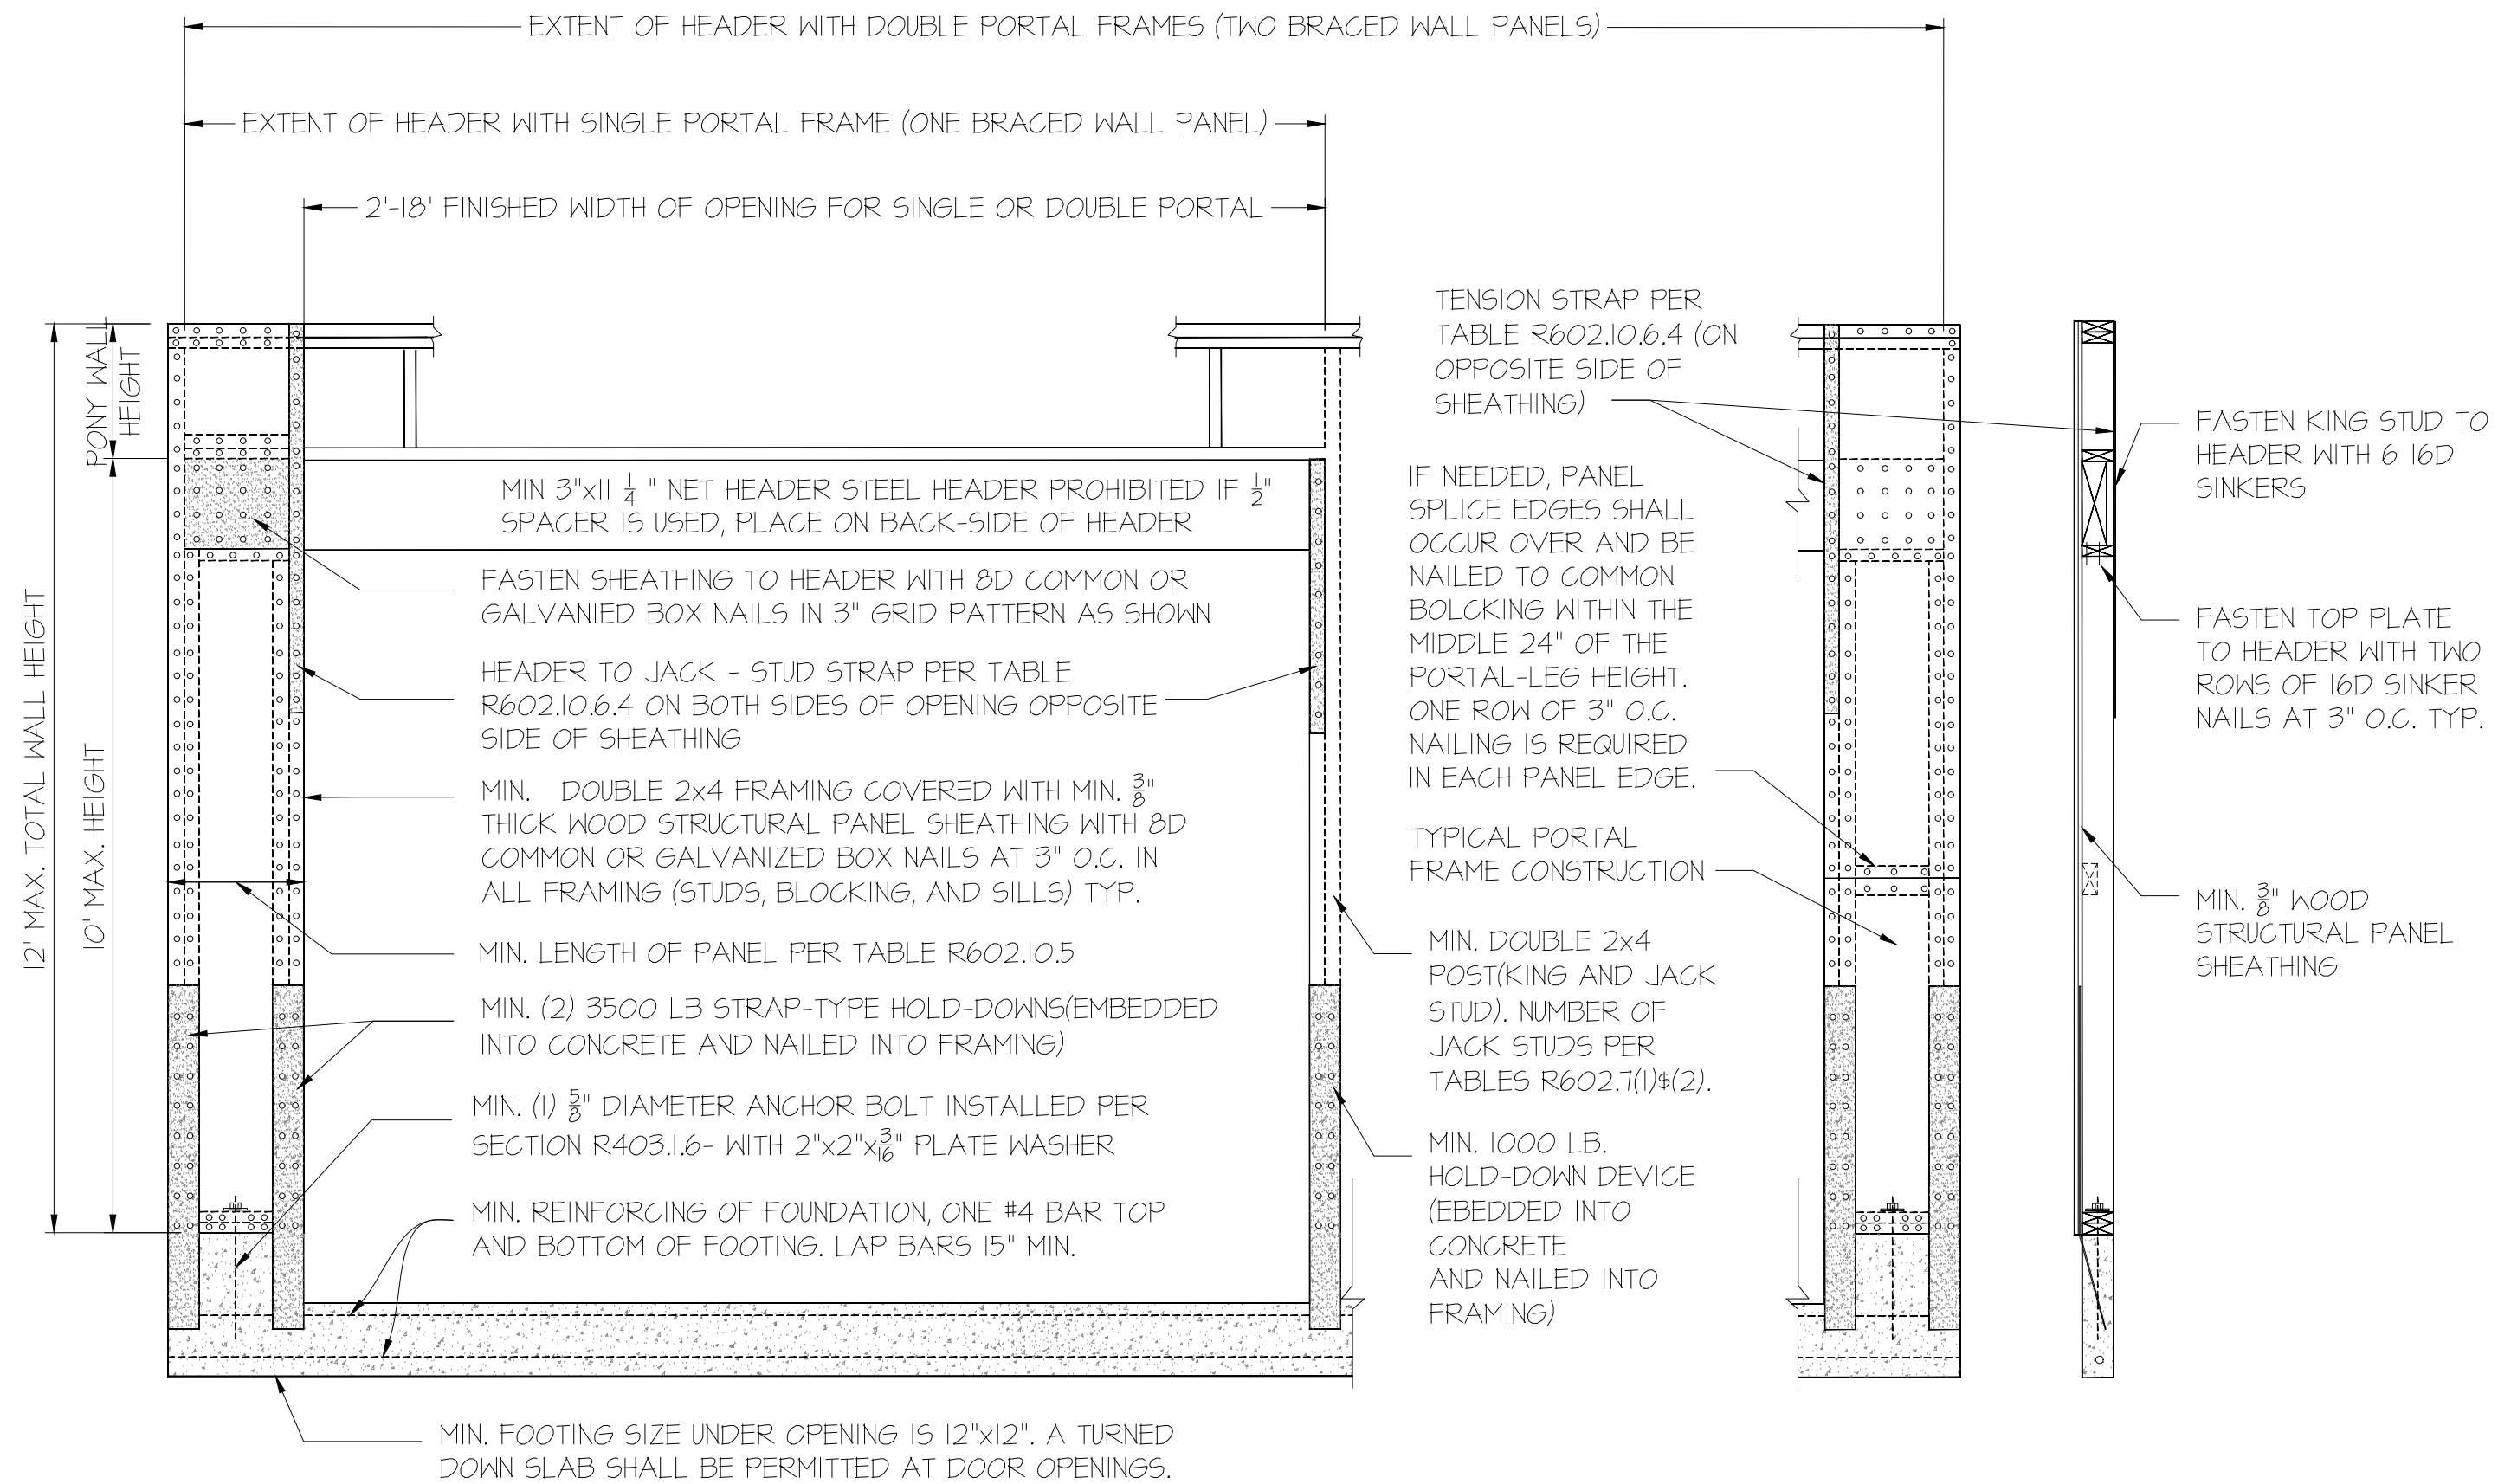 EXTENT OF HEADER WITH DOUBLE PORTAL FRAMES (TWO BRACED WALL PANELS)
EXTENT OF HEADER WITH SINGLE PORTAL FRAME (ONE BRACED WALL PANEL)
2'-18' FINISHED WIDTH OF OPENING FOR SINGLE OR DOUBLE PORTAL
12' MAX. TOTAL WALL HEIGHT
PONY WALL
HEIGHT
10' MAX. HEIGHT
MIN 3"x11 1/4 " NET HEADER STEEL HEADER PROHIBITED IF 1/2"
SPACER IS USED, PLACE ON BACK-SIDE OF HEADER
FASTEN SHEATHING TO HEADER WITH 8D COMMON OR
GALVANIED BOX NAILS IN 3" GRID PATTERN AS SHOWN
HEADER TO JACK - STUD STRAP PER TABLE
R602.10.6.4 ON BOTH SIDES OF OPENING OPPOSITE
SIDE OF SHEATHING
MIN. DOUBLE 2x4 FRAMING COVERED WITH MIN. 3/8"
THICK WOOD STRUCTURAL PANEL SHEATHING WITH 8D
COMMON OR GALVANIZED BOX NAILS AT 3" O.C. IN
ALL FRAMING (STUDS, BLOCKING, AND SILLS) TYP.
MIN. LENGTH OF PANEL PER TABLE R602.10.5
MIN. (2) 3500 LB STRAP-TYPE HOLD-DOWNS(EMBEDDED
INTO CONCRETE AND NAILED INTO FRAMING)
MIN. (1) 5/8" DIAMETER ANCHOR BOLT INSTALLED PER
SECTION R403.1.6- WITH 2"x2"x3/16" PLATE WASHER
MIN. REINFORCING OF FOUNDATION, ONE #4 BAR TOP
AND BOTTOM OF FOOTING. LAP BARS 15" MIN.
MIN. FOOTING SIZE UNDER OPENING IS 12"x12". A TURNED
DOWN SLAB SHALL BE PERMITTED AT DOOR OPENINGS.
TENSION STRAP PER
TABLE R602.10.6.4 (ON
OPPOSITE SIDE OF
SHEATHING)
IF NEEDED, PANEL
SPLICE EDGES SHALL
OCCUR OVER AND BE
NAILED TO COMMON
BOLCKING WITHIN THE
MIDDLE 24" OF THE
PORTAL-LEG HEIGHT.
ONE ROW OF 3" O.C.
NAILING IS REQUIRED
IN EACH PANEL EDGE.
TYPICAL PORTAL
FRAME CONSTRUCTION
MIN. DOUBLE 2x4
POST(KING AND JACK
STUD). NUMBER OF
JACK STUDS PER
TABLES R602.7(1)$(2).
MIN. 1000 LB.
HOLD-DOWN DEVICE
(EBEDDED INTO
CONCRETE
AND NAILED INTO
FRAMING)
FASTEN KING STUD TO
HEADER WITH 6 16D
SINKERS
FASTEN TOP PLATE
TO HEADER WITH TWO
ROWS OF 16D SINKER
NAILS AT 3" O.C. TYP.
MIN. 3/8" WOOD
STRUCTURAL PANEL
SHEATHING